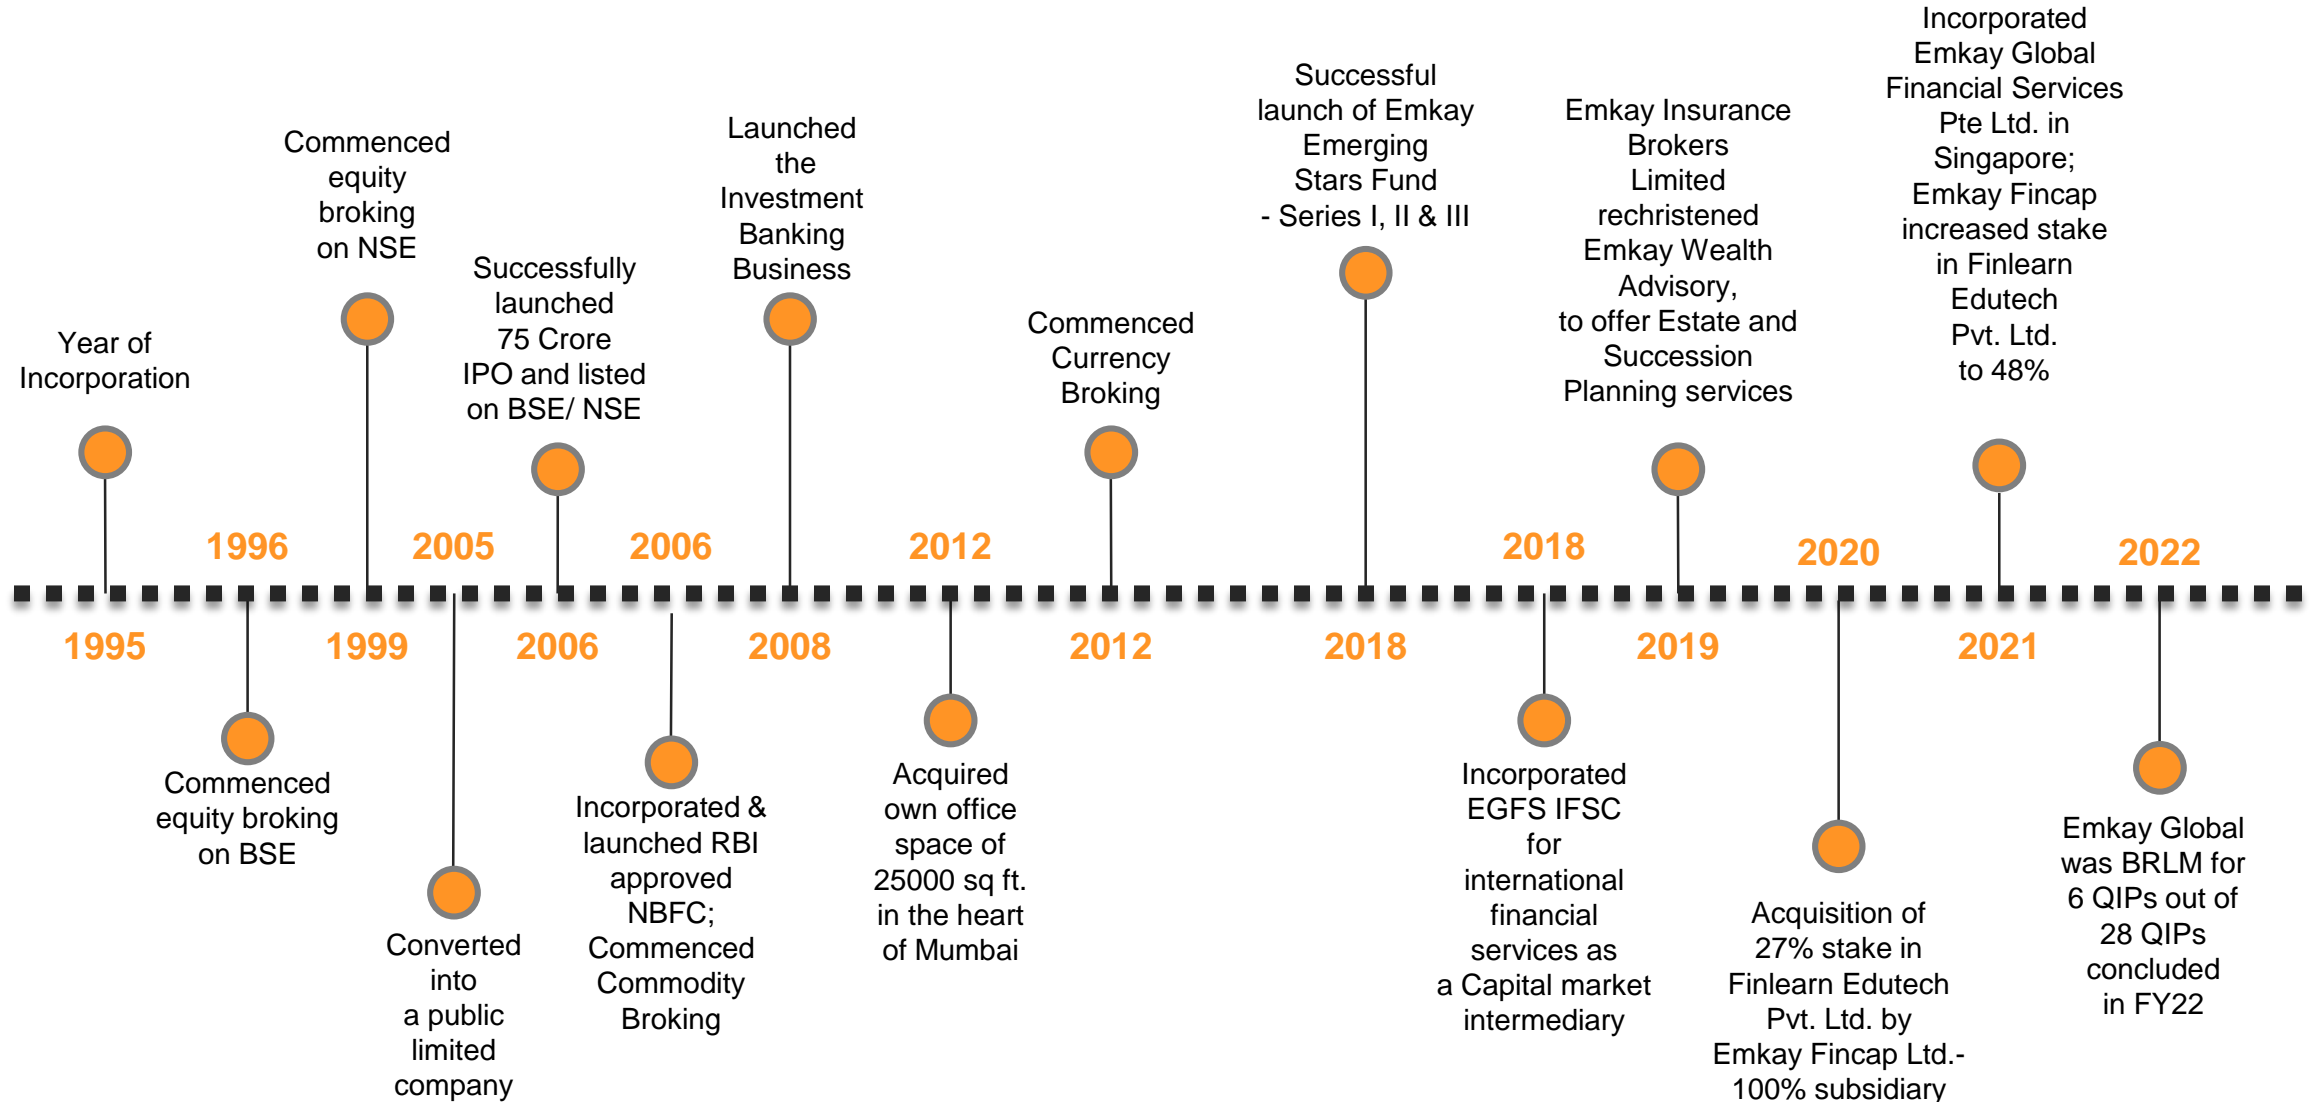 Year of
Incorporation
1995
1996
Commenced
equity broking
on BSE
Commenced
equity
broking
on NSE
1999
2005
Converted
into
a public
limited
company
Successfully
launched
75 Crore
IPO and listed
on BSE/ NSE
2006
2006
Incorporated &
launched RBI
approved
NBFC;
Commenced
Commodity
Broking
Launched
the
Investment
Banking
Business
2008
2012
Acquired
own office
space of
25000 sq ft.
in the heart
of Mumbai
Commenced
Currency
Broking
2012
Successful
launch of Emkay
Emerging
Stars Fund
- Series I, II & III
2018
2018
Incorporated
EGFS IFSC
for
international
financial
services as
a Capital market
intermediary
Emkay Insurance
Brokers
Limited
rechristened
Emkay Wealth
Advisory,
to offer Estate and
Succession
Planning services
2019
2020
Acquisition of
27% stake in
Finlearn Edutech
Pvt. Ltd. by
Emkay Fincap Ltd.-
100% subsidiary
Incorporated
Emkay Global
Financial Services
Pte Ltd. in
Singapore;
Emkay Fincap
increased stake
in Finlearn
Edutech
Pvt. Ltd.
to 48%
2021
2022
Emkay Global
was BRLM for
6 QIPs out of
28 QIPs
concluded
in FY22